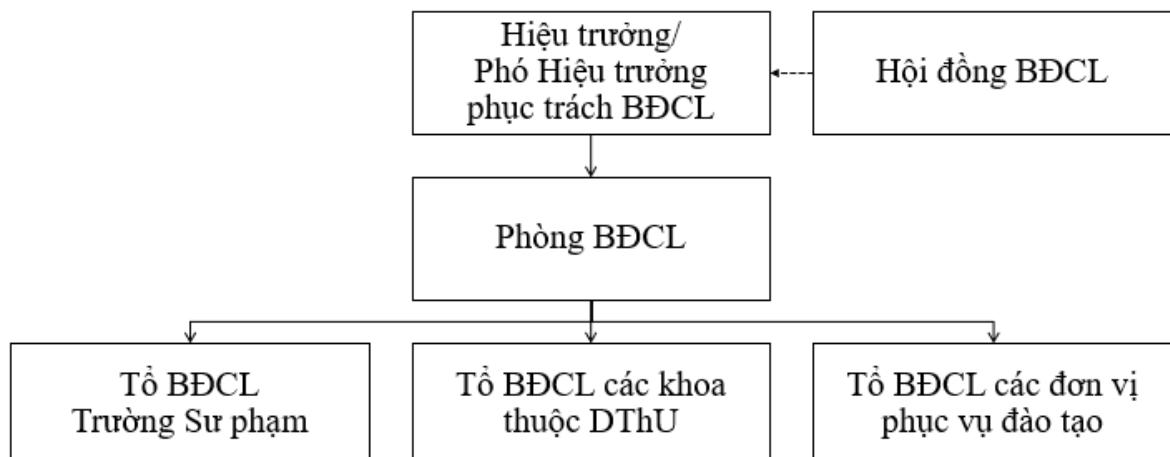 Hiệu trưởng/
Phó Hiệu trưởng
phục trách BĐCL
Hội đồng BĐCL
Phòng BĐCL
Tổ BĐCL
Trường Sư phạm
Tổ BĐCL các khoa
thuộc DThU
Tổ BĐCL các đơn vị
phục vụ đào tạo